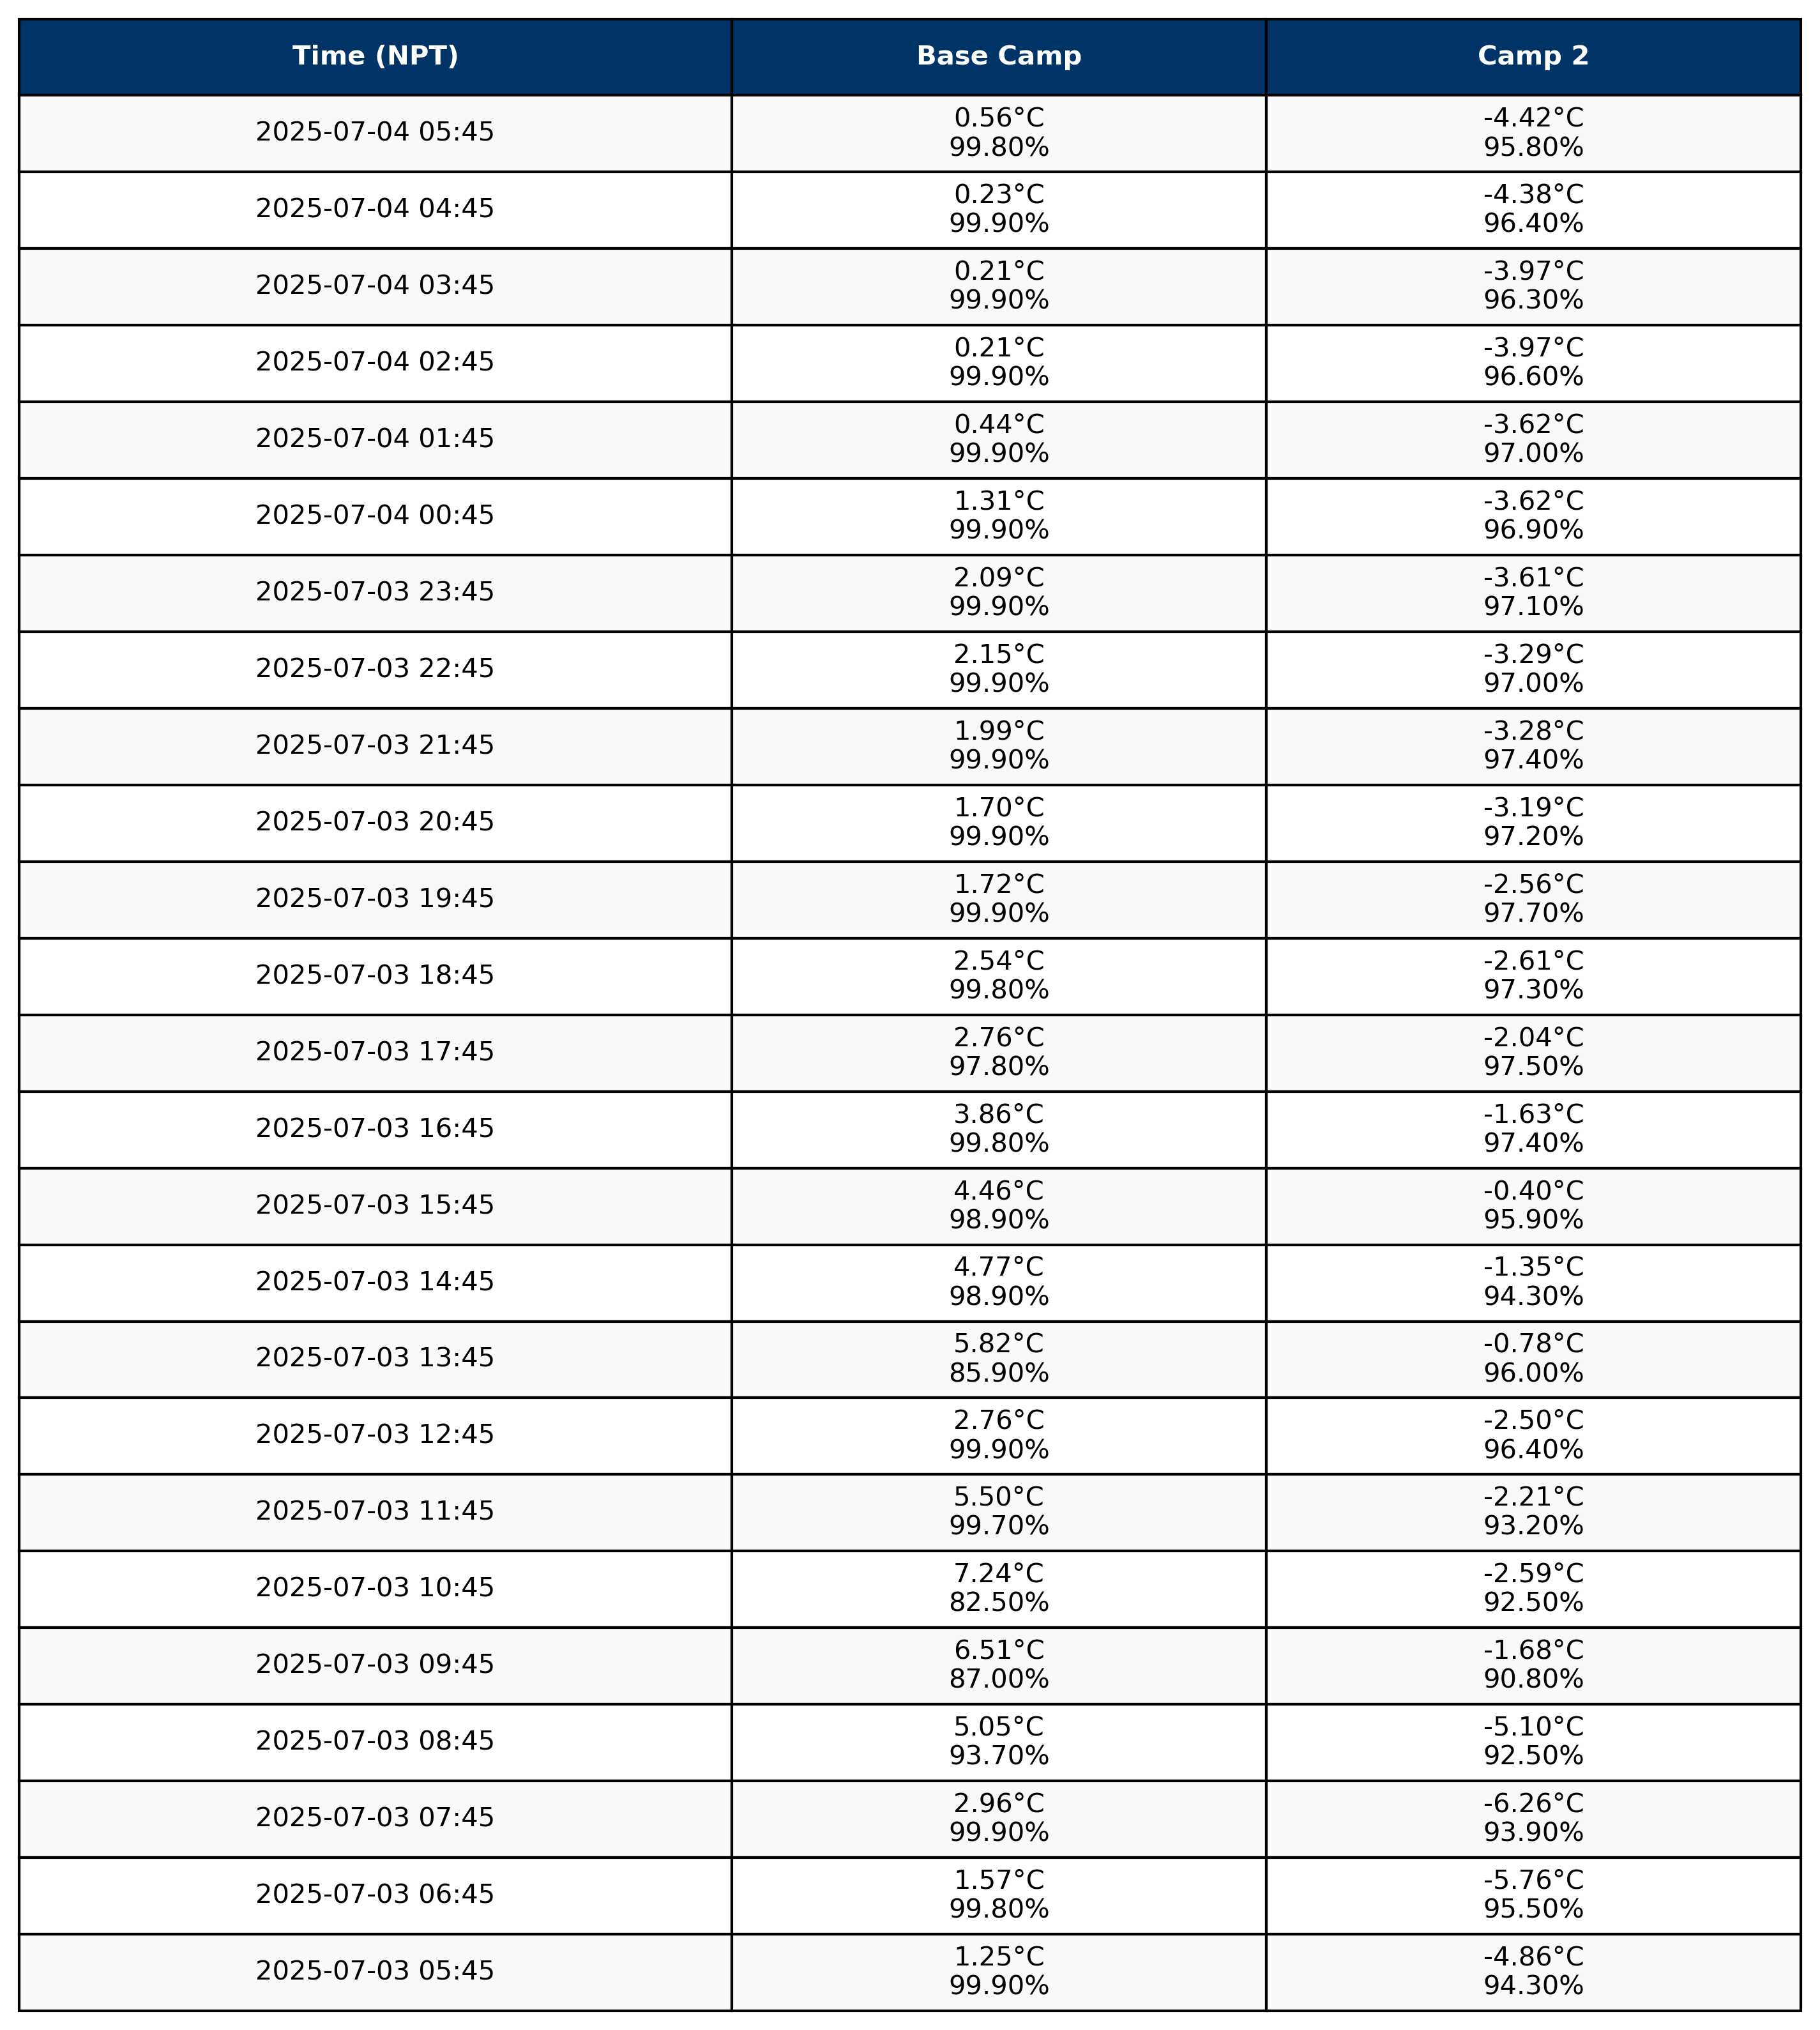 Time (NPT) Base Camp Camp 2
2025-07-04 05:45 0.56°C -4.42°C
99.80% 95.80%
2025-07-04 04:45 0.23°C -4.38°C
99.90% 96.40%
2025-07-04 03:45 0.21°C -3.97°C
99.90% 96.30%
2025-07-04 02:45 0.21°C -3.97°C
99.90% 96.60%
2025-07-04 01:45 0.44°C -3.62°C
99.90% 97.00%
2025-07-04 00:45 1.31°C -3.62°C
99.90% 96.90%
2025-07-03 23:45 2.09°C -3.61°C
99.90% 97.10%
2025-07-03 22:45 2.15°C -3.29°C
99.90% 97.00%
2025-07-03 21:45 1.99°C -3.28°C
99.90% 97.40%
2025-07-03 20:45 1.70°C -3.19°C
99.90% 97.20%
2025-07-03 19:45 1.72°C -2.56°C
99.90% 97.70%
2025-07-03 18:45 2.54°C -2.61°C
99.80% 97.30%
2025-07-03 17:45 2.76°C -2.04°C
97.80% 97.50%
2025-07-03 16:45 3.86°C -1.63°C
99.80% 97.40%
2025-07-03 15:45 4.46°C -0.40°C
98.90% 95.90%
2025-07-03 14:45 4.77°C -1.35°C
98.90% 94.30%
2025-07-03 13:45 5.82°C -0.78°C
85.90% 96.00%
2025-07-03 12:45 2.76°C -2.50°C
99.90% 96.40%
2025-07-03 11:45 5.50°C -2.21°C
99.70% 93.20%
2025-07-03 10:45 7.24°C -2.59°C
82.50% 92.50%
2025-07-03 09:45 6.51°C -1.68°C
87.00% 90.80%
2025-07-03 08:45 5.05°C -5.10°C
93.70% 92.50%
2025-07-03 07:45 2.96°C -6.26°C
99.90% 93.90%
2025-07-03 06:45 1.57°C -5.76°C
99.80% 95.50%
2025-07-03 05:45 1.25°C -4.86°C
99.90% 94.30%